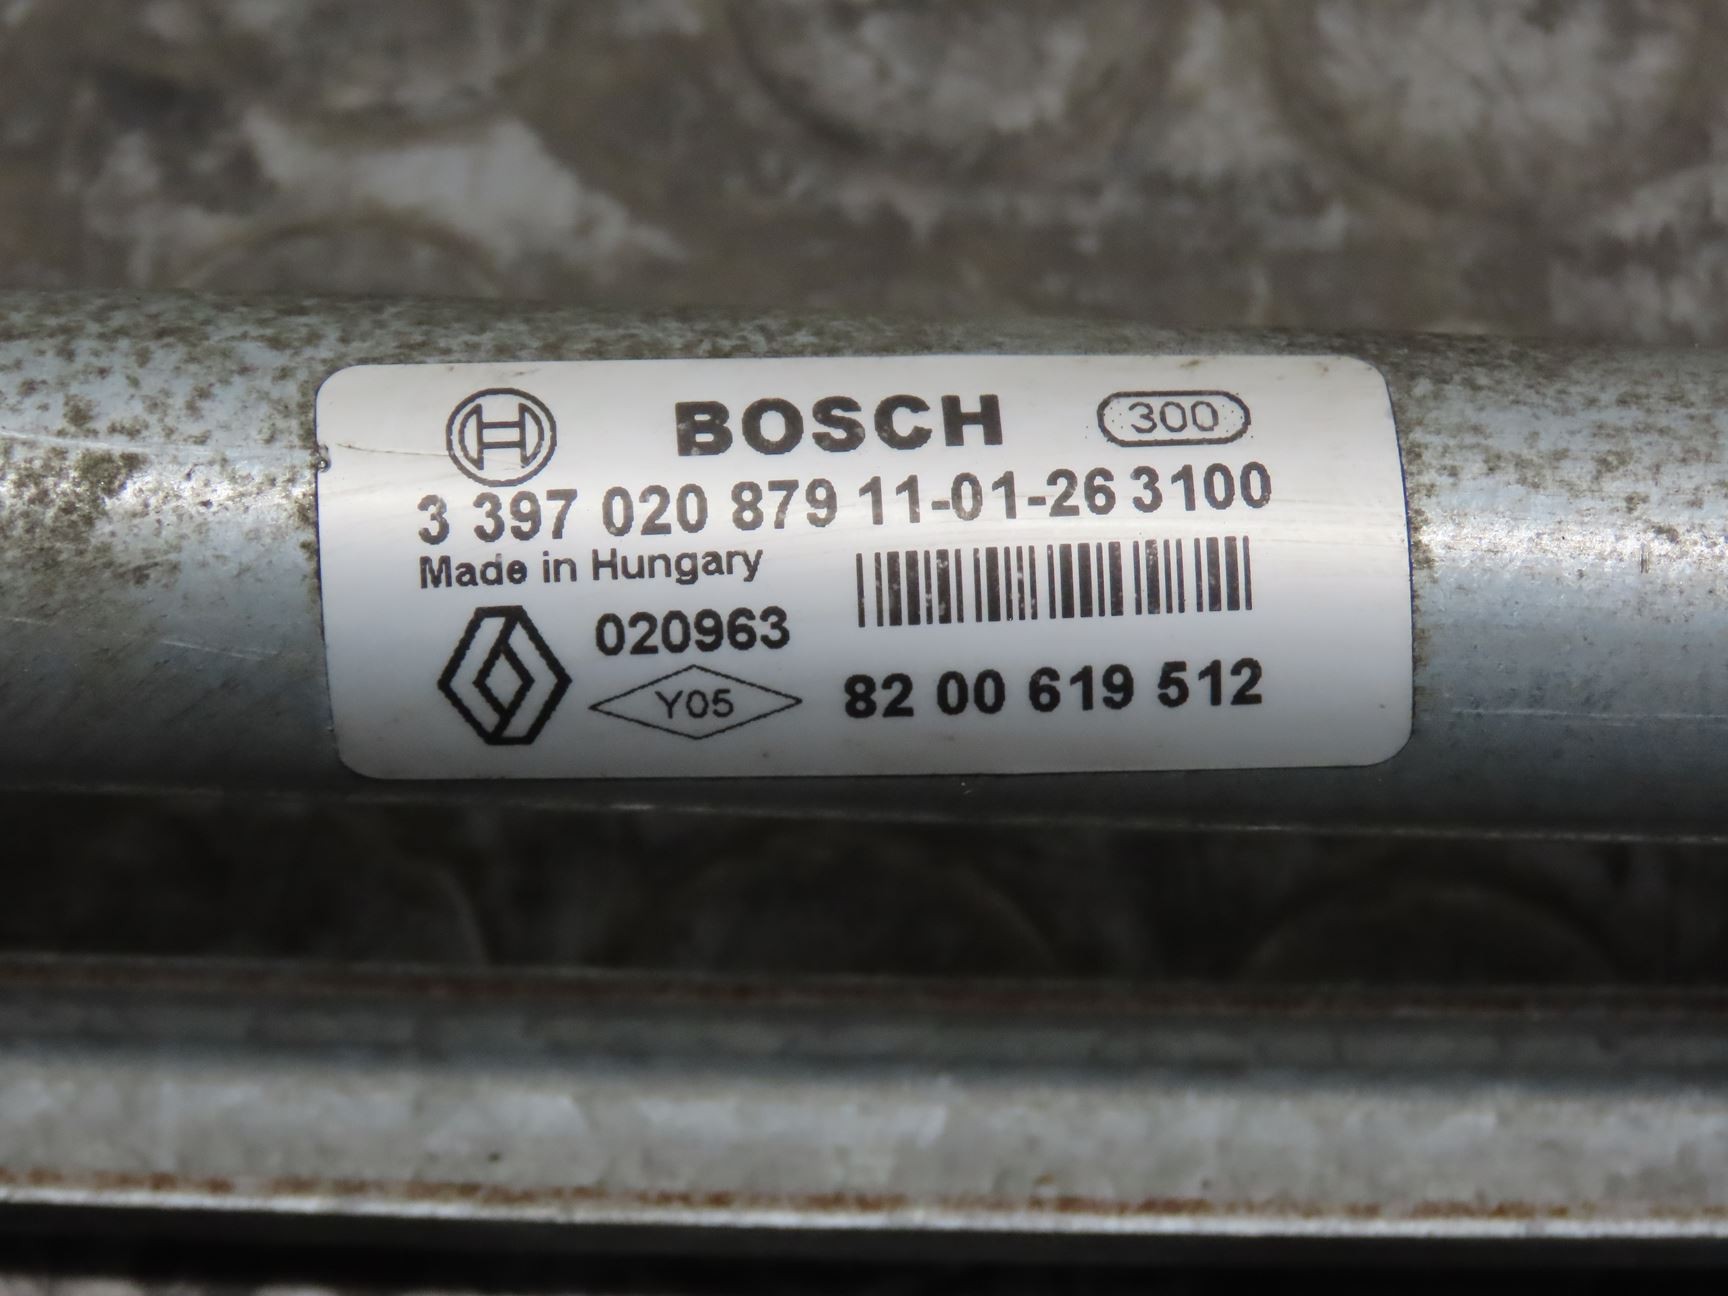 BOSCH 300
3 397 020 879 11-01-26 3100
Made in Hungary
020963
Y05 82 00 619 512